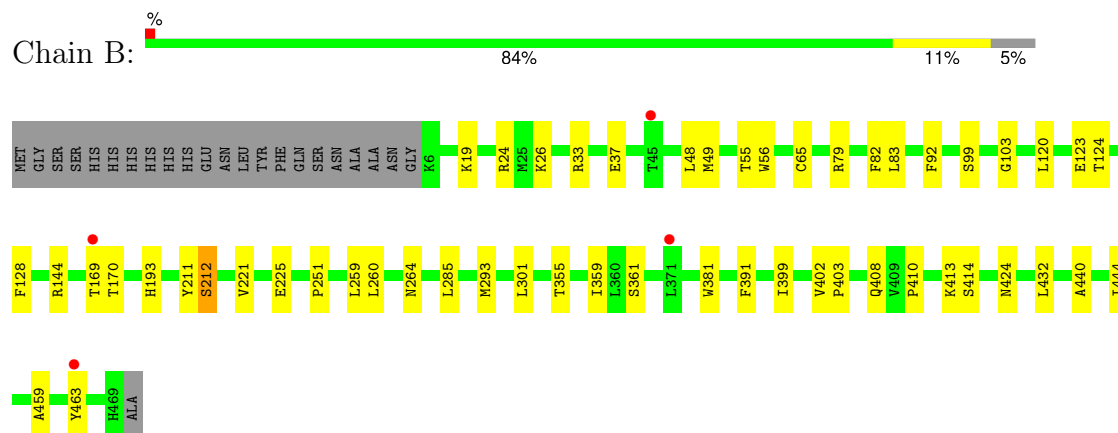 %
Chain B:
84% 11% 5%
MET GLY SER SER HIS HIS HIS HIS HIS HIS GLU ASN LEU TYR PHE GLN SER ASN ALA ALA ASN GLY K6 K19 R24 M25 K26 R33 E37 T45 L48 M49 T55 W56 C65 R79 F82 L83 F92 S99 G103 L120 E123 T124
F128 R144 T169 T170 H193 Y211 S212 V221 E225 P251 L259 L260 N264 L285 M293 L301 T355 I359 L360 S361 L371 W381 F391 I399 V402 P403 Q408 V409 P410 K413 S414 N424 L432 A440
A459 Y463 H469 ALA